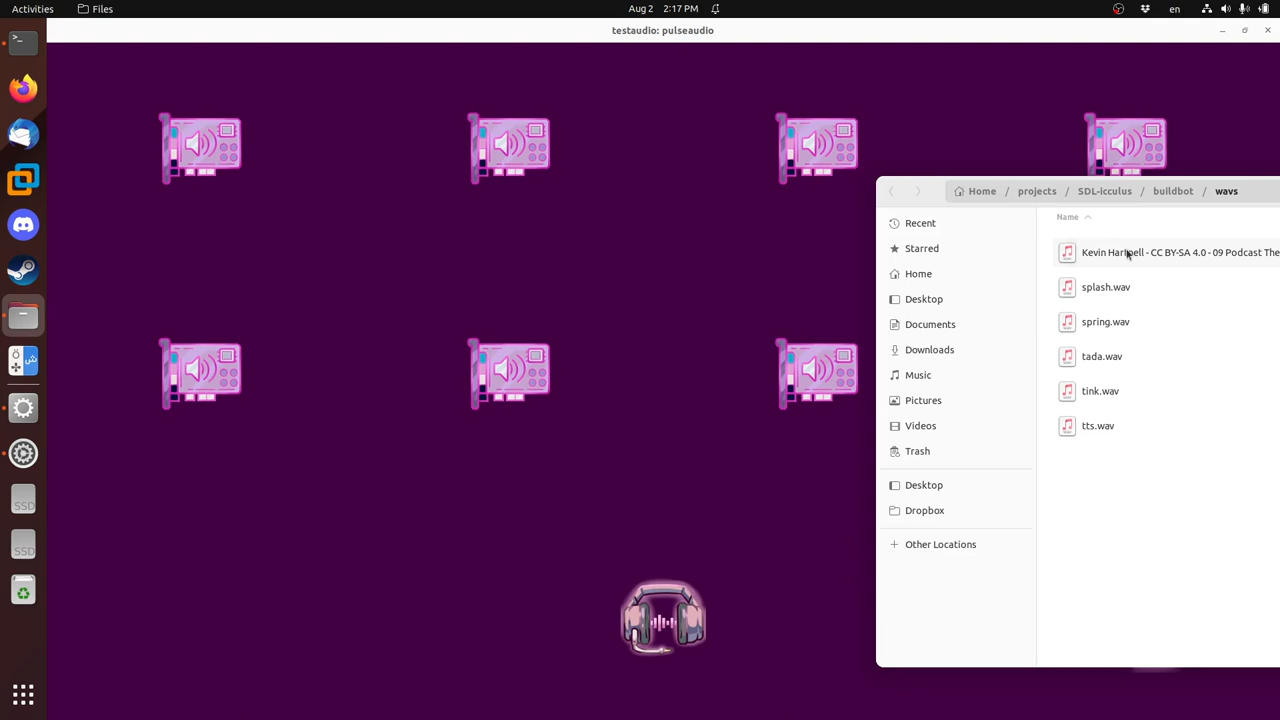 Activities
Files
Aug 2 2:17 PM
en
testaudio: pulseaudio
Home / projects / SDL-icculus / buildbot / wavs
Recent
Starred
Home
Desktop
Documents
Downloads
Music
Pictures
Videos
Trash
Desktop
Dropbox
+ Other Locations
Name
Kevin Hartnell - CC BY-SA 4.0 - 09 Podcast The
splash.wav
spring.wav
tada.wav
tink.wav
tts.wav
SSD
SSD